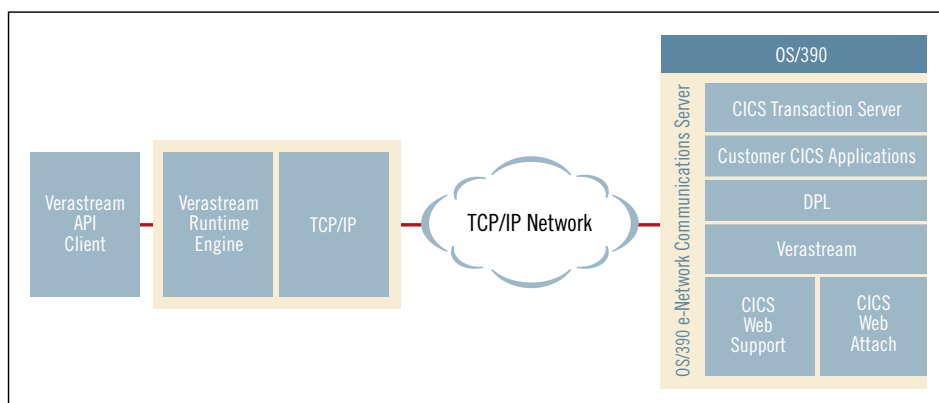 Verastream
API
Client
Verastream
Runtime
Engine
TCP/IP
TCP/IP Network
OS/390
OS/390 e-Network Communications Server
CICS Transaction Server
Customer CICS Applications
DPL
Verastream
CICS
Web
Support
CICS
Web
Attach